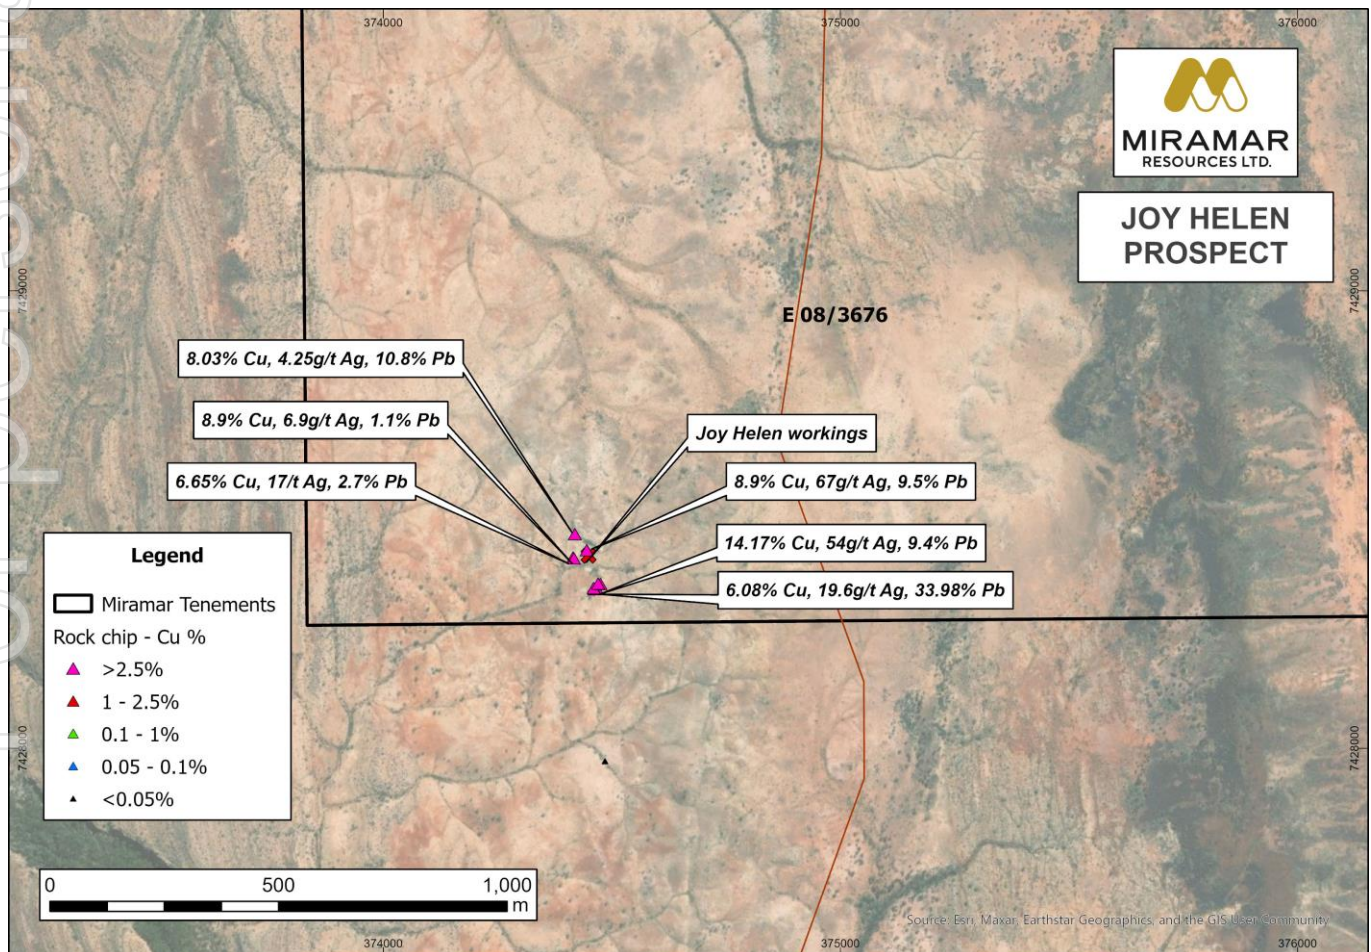 374000
375000
376000
MIRAMAR
RESOURCES LTD.
JOY HELEN
PROSPECT
7429000
7429000
E 08/3676
8.03% Cu, 4.25g/t Ag, 10.8% Pb
8.9% Cu, 6.9g/t Ag, 1.1% Pb
Joy Helen workings
6.65% Cu, 17/t Ag, 2.7% Pb
8.9% Cu, 67g/t Ag, 9.5% Pb
14.17% Cu, 54g/t Ag, 9.4% Pb
6.08% Cu, 19.6g/t Ag, 33.98% Pb
Legend
Miramar Tenements
Rock chip - Cu %
>2.5%
1 - 2.5%
0.1 - 1%
0.05 - 0.1%
<0.05%
7428000
7428000
0 500 1,000
m
Source: Esri, Maxar, Earthstar Geographics, and the GIS User Community
374000
375000
376000